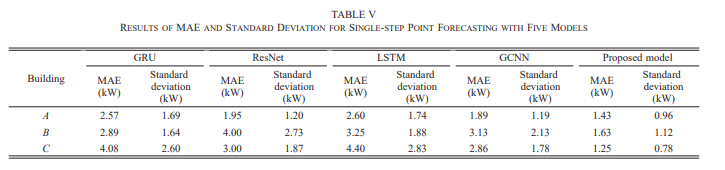 TABLE V
RESULTS OF MAE AND STANDARD DEVIATION FOR SINGLE-STEP POINT FORECASTING WITH FIVE MODELS
GRU ResNet LSTM GCNN Proposed model
Building MAE (kW) Standard deviation (kW) MAE (kW) Standard deviation (kW) MAE (kW) Standard deviation (kW) MAE (kW) Standard deviation (kW) MAE (kW) Standard deviation (kW)
A 2.57 1.69 1.95 1.20 2.60 1.74 1.89 1.19 1.43 0.96
B 2.89 1.64 4.00 2.73 3.25 1.88 3.13 2.13 1.63 1.12
C 4.08 2.60 3.00 1.87 4.40 2.83 2.86 1.78 1.25 0.78